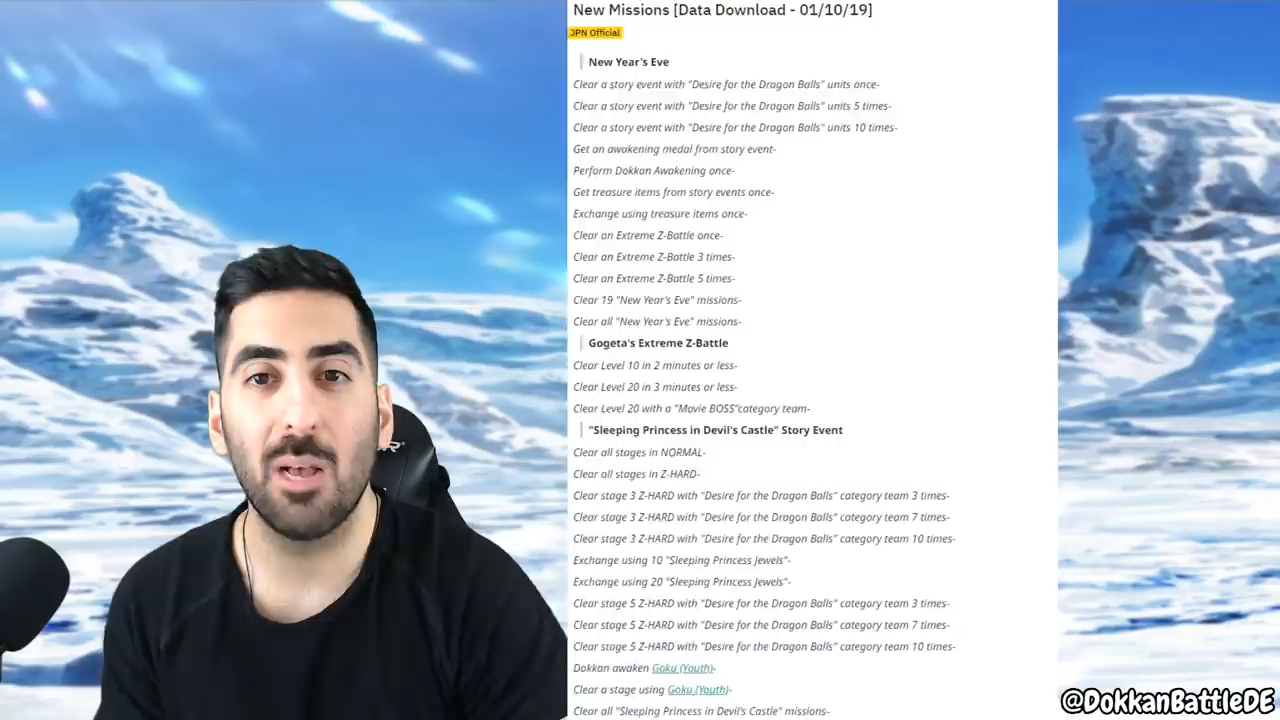 New Missions [Data Download - 01/10/19]
JPN Official
New Year's Eve
Clear a story event with "Desire for the Dragon Balls" units once-
Clear a story event with "Desire for the Dragon Balls" units 5 times-
Clear a story event with "Desire for the Dragon Balls" units 10 times-
Get an awakening medal from story event-
Perform Dokkan Awakening once-
Get treasure items from story events once-
Exchange using treasure items once-
Clear an Extreme Z-Battle once-
Clear an Extreme Z-Battle 3 times-
Clear an Extreme Z-Battle 5 times-
Clear 19 "New Year's Eve" missions-
Clear all "New Year's Eve" missions-
Gogeta's Extreme Z-Battle
Clear Level 10 in 2 minutes or less-
Clear Level 20 in 3 minutes or less-
Clear Level 20 with a "Movie BOSS"category team-
"Sleeping Princess in Devil's Castle" Story Event
Clear all stages in NORMAL-
Clear all stages in Z-HARD-
Clear stage 3 Z-HARD with "Desire for the Dragon Balls" category team 3 times-
Clear stage 3 Z-HARD with "Desire for the Dragon Balls" category team 7 times-
Clear stage 3 Z-HARD with "Desire for the Dragon Balls" category team 10 times-
Exchange using 10 "Sleeping Princess Jewels"-
Exchange using 20 "Sleeping Princess Jewels"-
Clear stage 5 Z-HARD with "Desire for the Dragon Balls" category team 3 times-
Clear stage 5 Z-HARD with "Desire for the Dragon Balls" category team 7 times-
Clear stage 5 Z-HARD with "Desire for the Dragon Balls" category team 10 times-
Dokkan awaken Goku (Youth)-
Clear a stage using Goku (Youth)-
Clear all "Sleeping Princess in Devil's Castle" missions-
@DokkanBattleDE